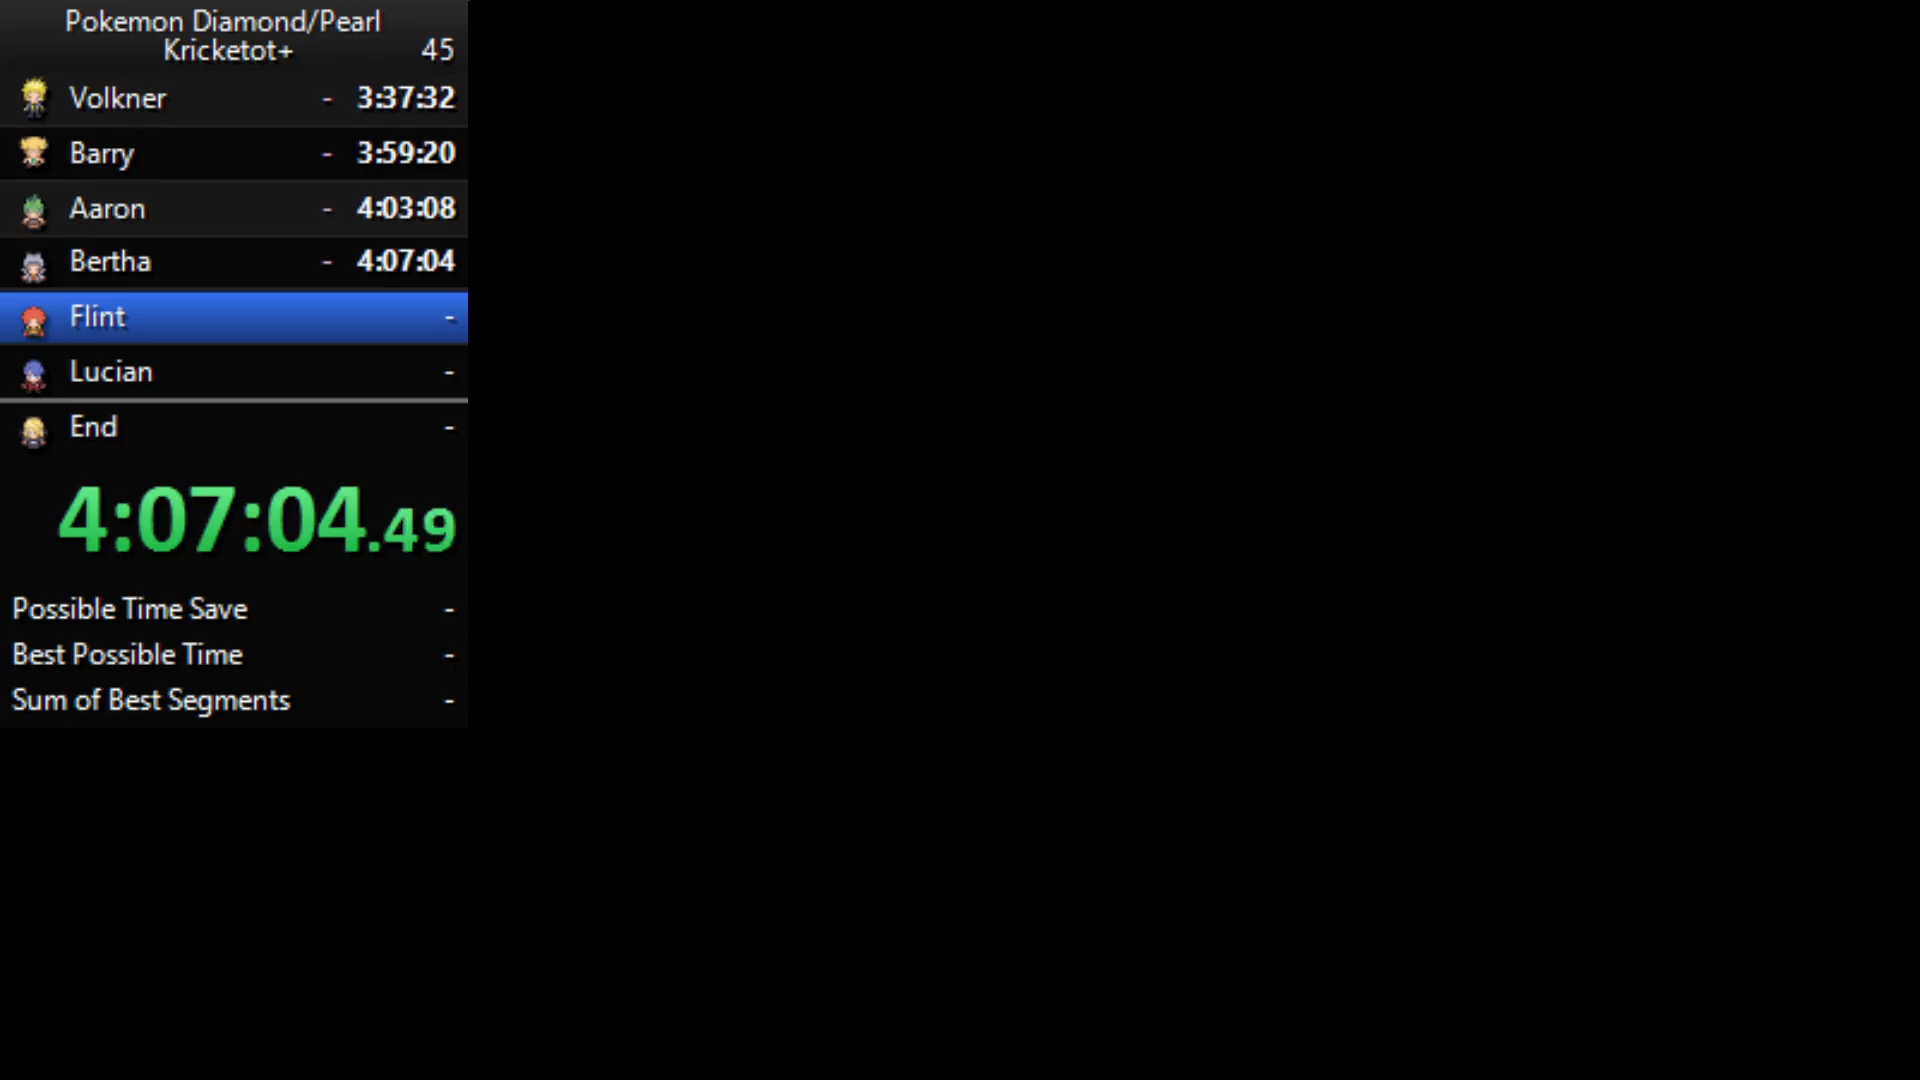 Pokemon Diamond/Pearl
Kricketot+ 45
Volkner - 3:37:32
Barry - 3:59:20
Aaron - 4:03:08
Bertha - 4:07:04
Flint -
Lucian -
End -
4:07:04.49
Possible Time Save -
Best Possible Time -
Sum of Best Segments -